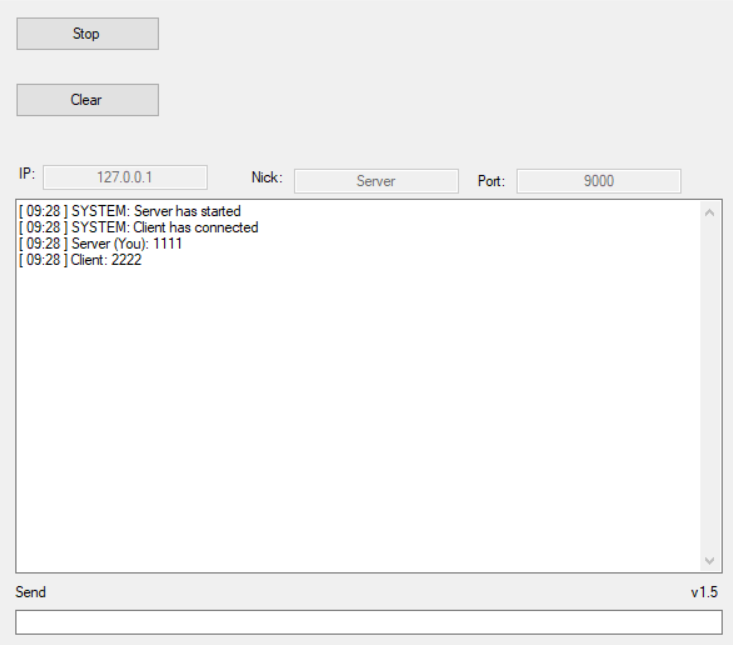 Stop
Clear
IP: 127.0.0.1 Nick: Server Port: 9000
[ 09:28 ] SYSTEM: Server has started
[ 09:28 ] SYSTEM: Client has connected
[ 09:28 ] Server (You): 1111
[ 09:28 ] Client: 2222
Send v1.5